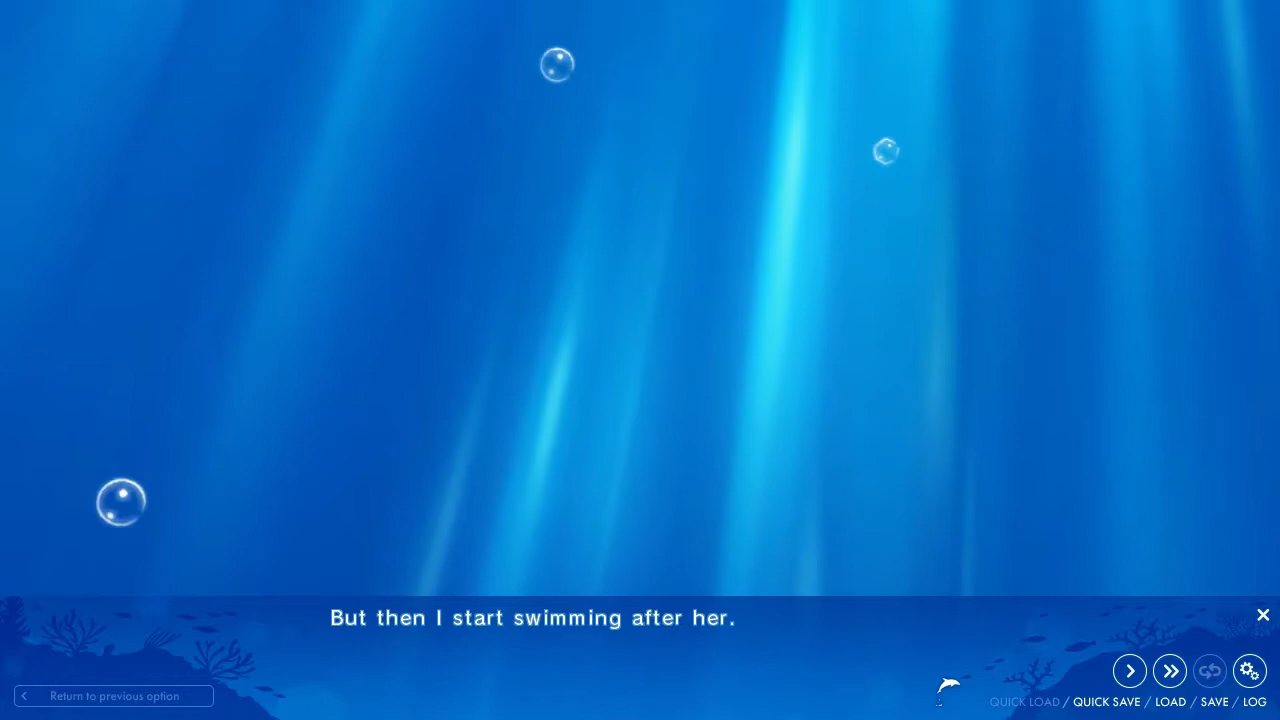 But then I start swimming after her.
Return to previous option
QUICK LOAD / QUICK SAVE / LOAD / SAVE / LOG